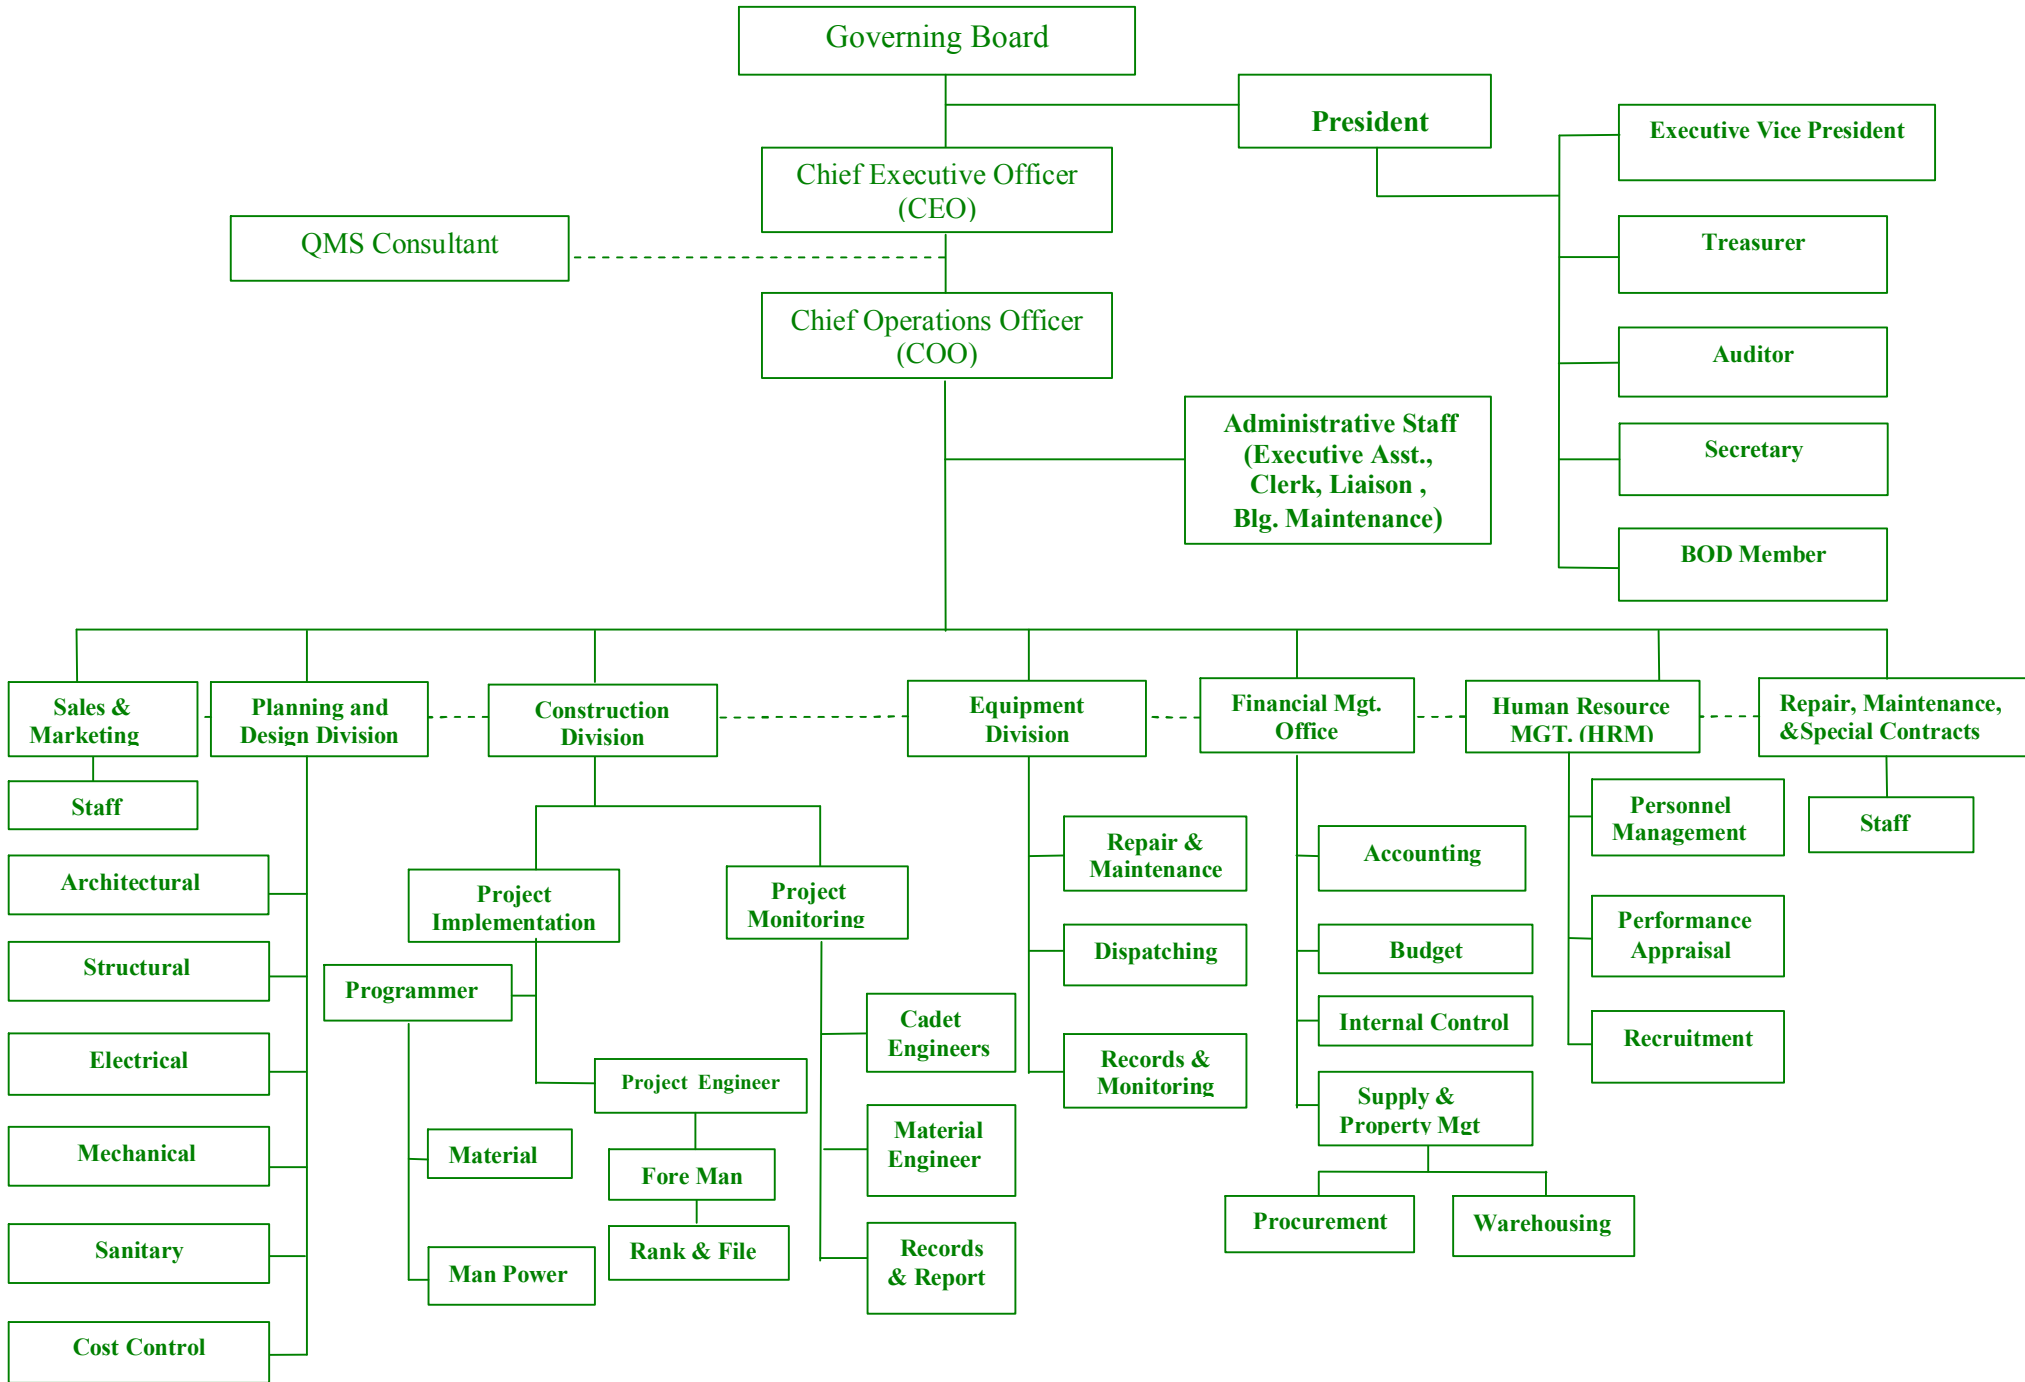 Governing Board
President
Executive Vice President
Chief Executive Officer
(CEO)
QMS Consultant
Treasurer
Chief Operations Officer
(COO)
Auditor
Administrative Staff
(Executive Asst.,
Clerk, Liaison ,
Blg. Maintenance)
Secretary
BOD Member
Sales &
Marketing
Planning and
Design Division
Construction
Division
Equipment
Division
Financial Mgt.
Office
Human Resource
MGT. (HRM)
Repair, Maintenance,
&Special Contracts
Staff
Architectural
Structural
Electrical
Mechanical
Sanitary
Cost Control
Project
Implementation
Programmer
Material
Man Power
Project Engineer
Fore Man
Rank & File
Project
Monitoring
Cadet
Engineers
Material
Engineer
Records
& Report
Repair &
Maintenance
Dispatching
Records &
Monitoring
Accounting
Budget
Internal Control
Supply &
Property Mgt
Procurement
Warehousing
Personnel
Management
Performance
Appraisal
Recruitment
Staff